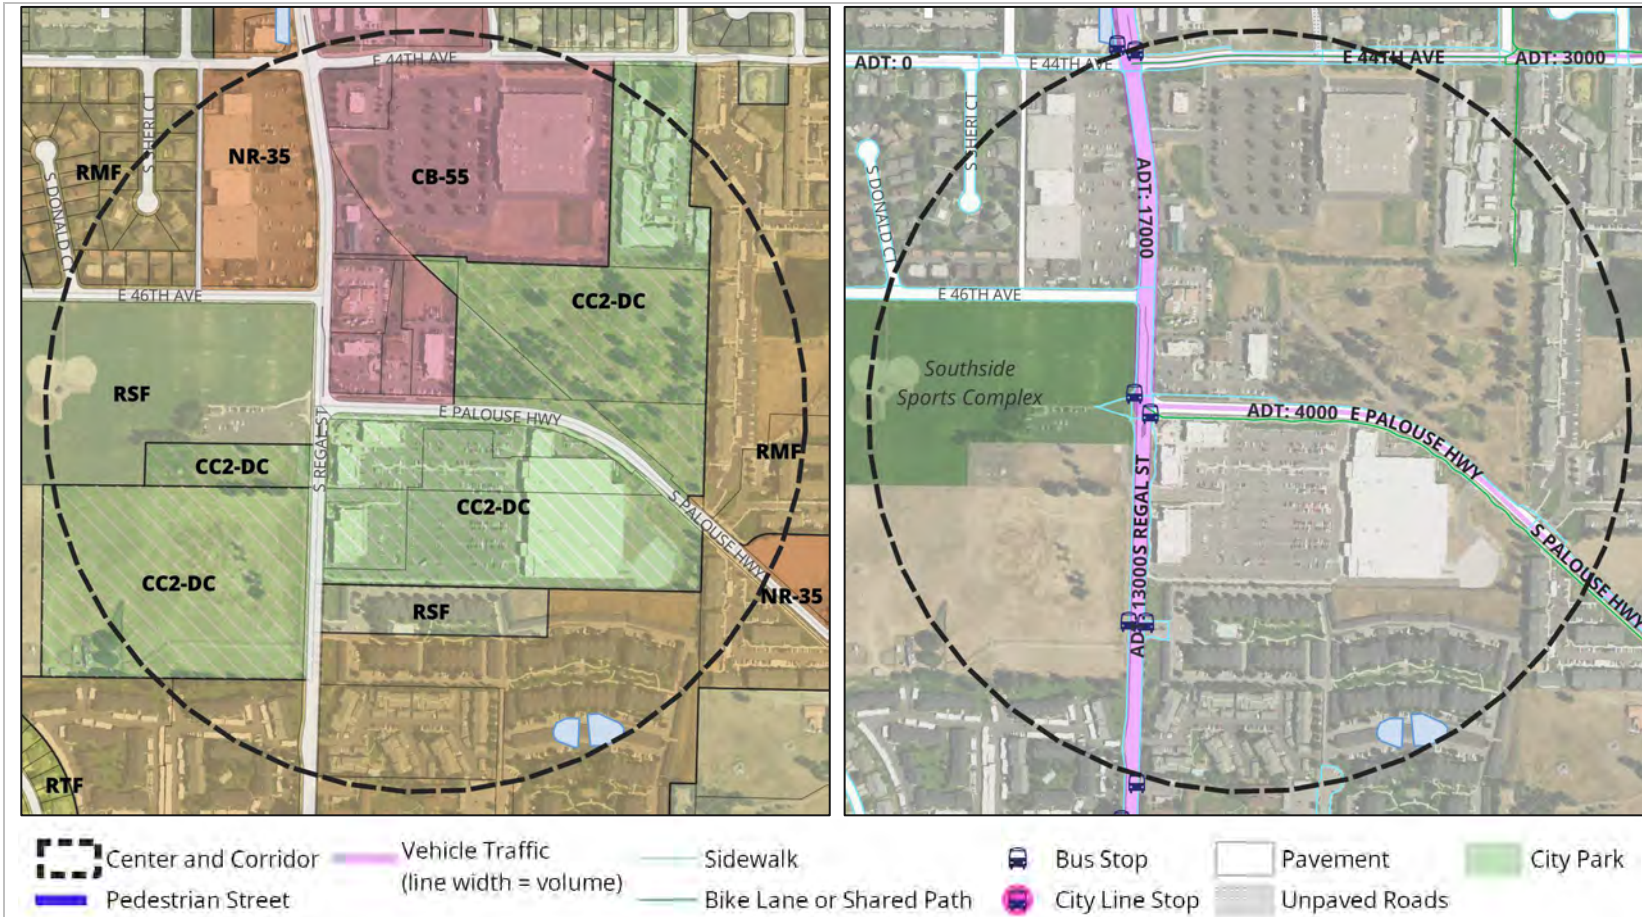 E 44TH AVE
S SHERI CT
S DONALD CT
RMF
NR-35
CB-55
CC2-DC
E 46TH AVE
RSF
E PALOUSE HWY
S REGAL ST
CC2-DC
CC2-DC
CC2-DC
RMF
S PALOUSE HWY
NR-35
RSF
RTF
ADT: 0
E 44TH AVE
E 44TH AVE
ADT: 3000
S SHERI CT
S DONALD CT
ADT: 17000
E 46TH AVE
Southside
Sports Complex
ADT: 4000
E PALOUSE HWY
S REGAL ST
ADT: 13000
S PALOUSE HWY
Center and Corridor
Pedestrian Street
Vehicle Traffic
(line width = volume)
Sidewalk
Bike Lane or Shared Path
Bus Stop
City Line Stop
Pavement
Unpaved Roads
City Park